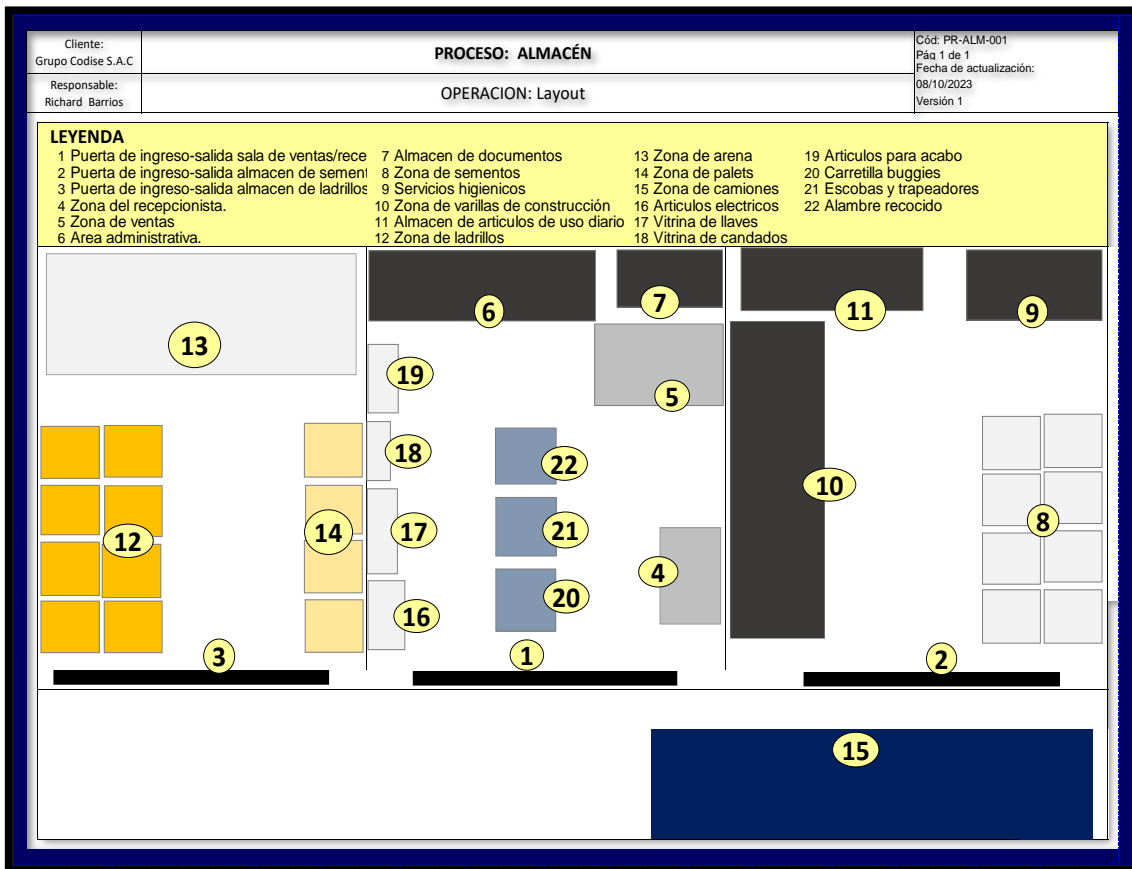 Cliente:
Grupo Codise S.A.C
PROCESO: ALMACÉN
Cód: PR-ALM-001
Pág 1 de 1
Fecha de actualización:
08/10/2023
Versión 1
Responsable:
Richard Barrios
OPERACION: Layout
LEYENDA
1 Puerta de ingreso-salida sala de ventas/rece
2 Puerta de ingreso-salida almacen de sement
3 Puerta de ingreso-salida almacen de ladrillos
4 Zona del recepcionista.
5 Zona de ventas
6 Area administrativa.
7 Almacen de documentos
8 Zona de sementos
9 Servicios higienicos
10 Zona de varillas de construcción
11 Almacen de articulos de uso diario
12 Zona de ladrillos
13 Zona de arena
14 Zona de palets
15 Zona de camiones
16 Articulos electricos
17 Vitrina de llaves
18 Vitrina de candados
19 Articulos para acabo
20 Carretilla buggies
21 Escobas y trapeadores
22 Alambre recocido
13
6
7
11
9
19
5
18
22
10
12
14
17
21
8
4
20
16
3
1
2
15